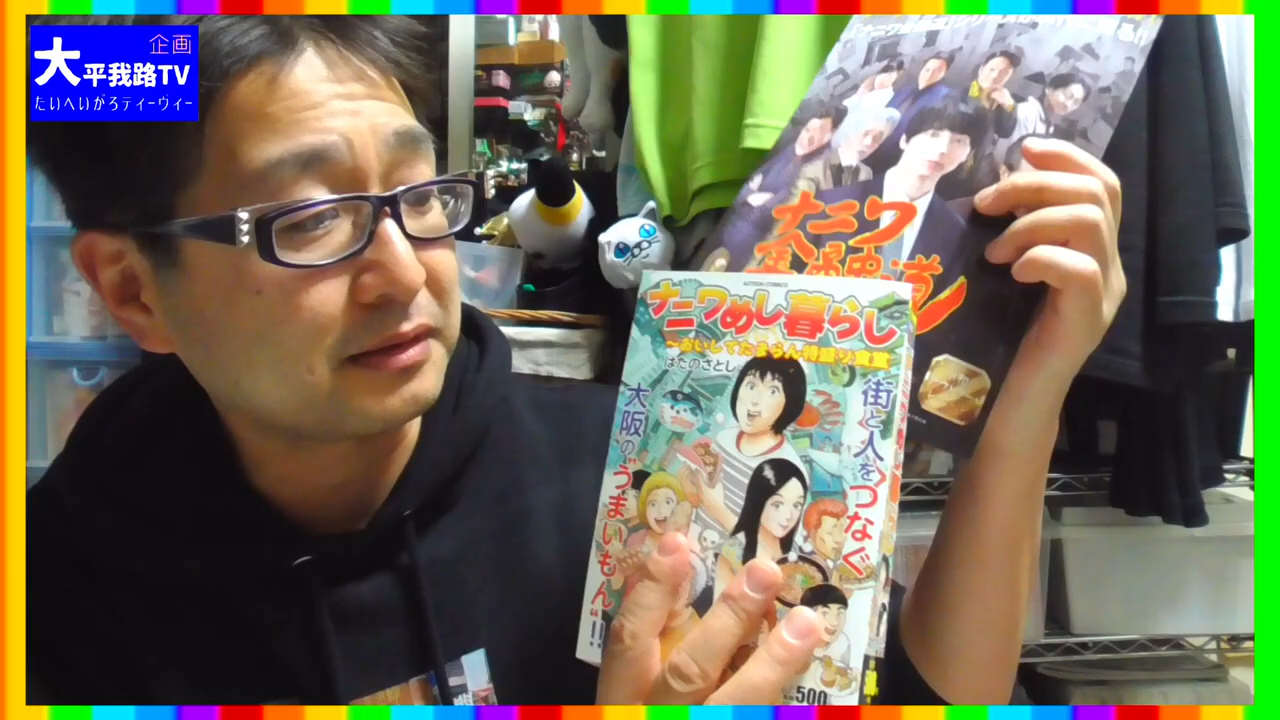 企画
大平我路TV
たいへいがろティーヴィー
ナニワ
金融道
ACTION COMICS
ナニワめし暮らし
～おいしてたまらん特盛り食堂
はたのさとし
街と人をつなぐ
大阪の"うまいもん"!!
500